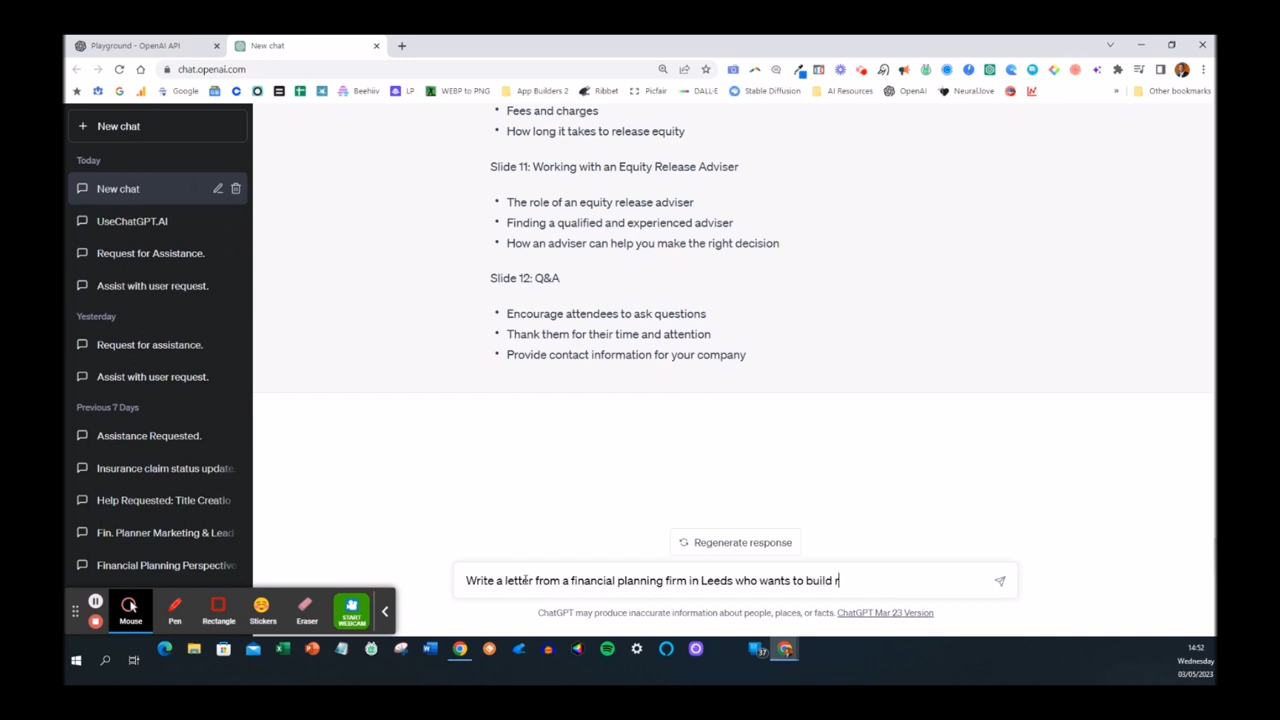 Playground - OpenAI API
New chat
chat.openai.com
Google
Beehiiv
LP
WEBP to PNG
App Builders 2
Ribbet
Picfair
DALL-E
Stable Diffusion
AI Resources
OpenAI
Neural.love
Other bookmarks
+ New chat
Today
New chat
UseChatGPT.AI
Request for Assistance.
Assist with user request.
Yesterday
Request for assistance.
Assist with user request.
Previous 7 Days
Assistance Requested.
Insurance claim status update.
Help Requested: Title Creatio
Fin. Planner Marketing & Lead
Financial Planning Perspective
• Fees and charges
• How long it takes to release equity
Slide 11: Working with an Equity Release Adviser
• The role of an equity release adviser
• Finding a qualified and experienced adviser
• How an adviser can help you make the right decision
Slide 12: Q&A
• Encourage attendees to ask questions
• Thank them for their time and attention
• Provide contact information for your company
Regenerate response
Write a letter from a financial planning firm in Leeds who wants to build r
ChatGPT may produce inaccurate information about people, places, or facts. ChatGPT Mar 23 Version
Mouse
Pen
Rectangle
Stickers
Eraser
START
WEBCAM
37
14:52
Wednesday
03/05/2023